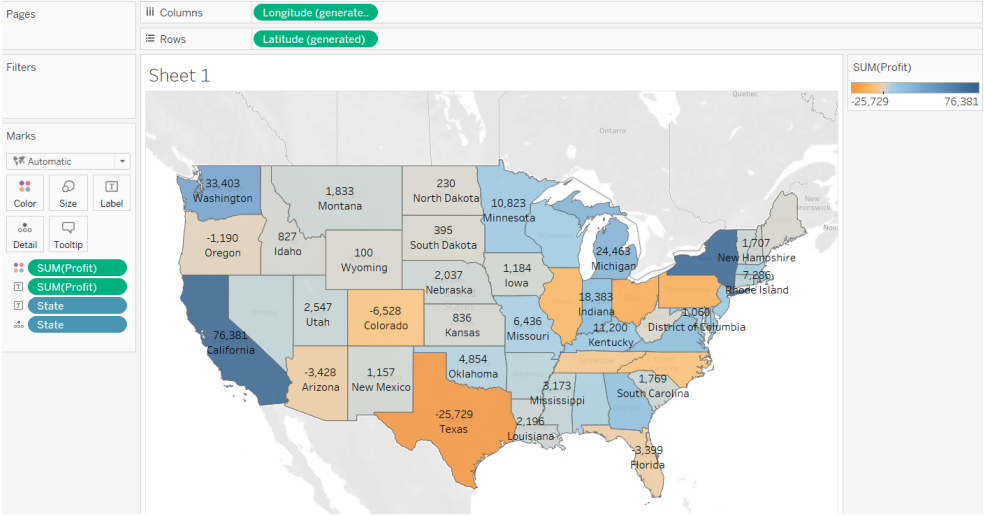 Pages
Columns
Longitude (generate..
Rows
Latitude (generated)
Filters
Sheet 1
SUM(Profit)
-25,729 76,381
Marks
Automatic
Color Size Label
Detail Tooltip
SUM(Profit)
SUM(Profit)
State
State
Quebec
Ontario
New
Brunswick
33,403
Washington
1,833
Montana
230
North Dakota
10,823
Minnesota
-1,190
Oregon
827
Idaho
100
Wyoming
395
South Dakota
24,463
Michigan
1,707
New Hampshire
7,286
Rhode Island
2,037
Nebraska
1,184
Iowa
2,547
Utah
-6,528
Colorado
836
Kansas
6,436
Missouri
18,383
Indiana
11,200
Kentucky
1,060
District of Columbia
76,381
California
-3,428
Arizona
1,157
New Mexico
4,854
Oklahoma
3,173
Mississippi
1,769
South Carolina
-25,729
Texas
2,196
Louisiana
-3,399
Florida